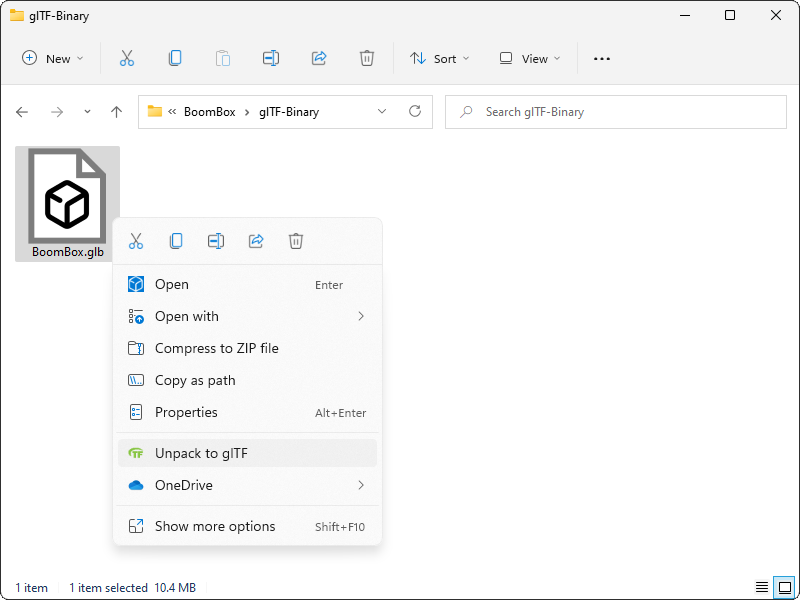 glTF-Binary
New
Sort
View
BoomBox
glTF-Binary
Search glTF-Binary
BoomBox.glb
Open Enter
Open with
Compress to ZIP file
Copy as path
Properties Alt+Enter
TF Unpack to glTF
OneDrive
Show more options Shift+F10
1 item 1 item selected 10.4 MB